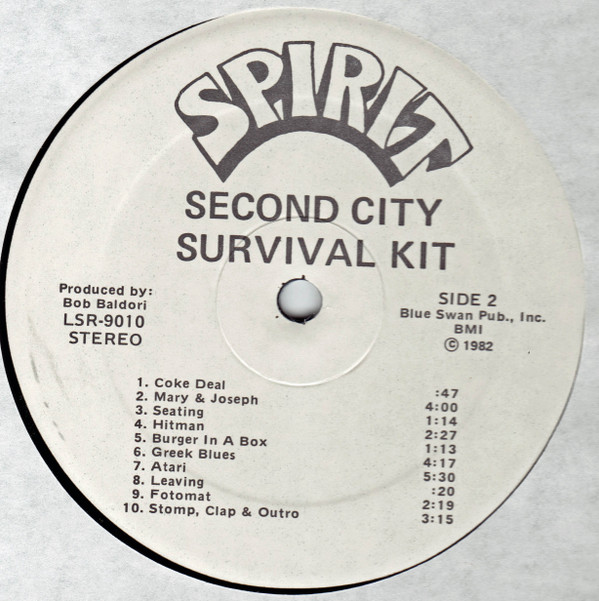 SPIRIT
SECOND CITY
SURVIVAL KIT
Produced by:
Bob Baldori
LSR-9010
STEREO
SIDE 2
Blue Swan Pub., Inc.
BMI
© 1982
1. Coke Deal :47
2. Mary & Joseph 4:00
3. Seating 1:14
4. Hitman 2:27
5. Burger In A Box 1:13
6. Greek Blues 4:17
7. Atari 5:30
8. Leaving :20
9. Fotomat 2:19
10. Stomp, Clap & Outro 3:15